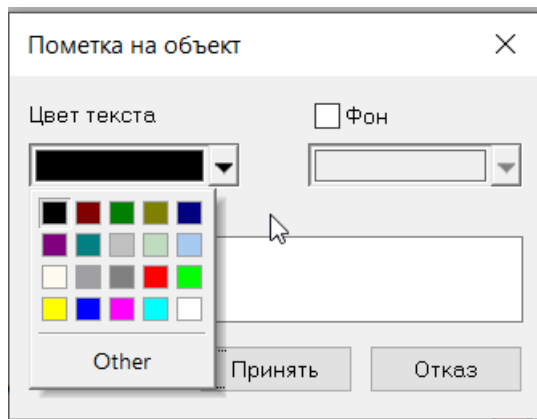 Пометка на объект
Цвет текста
Фон
Other
Принять
Отказ